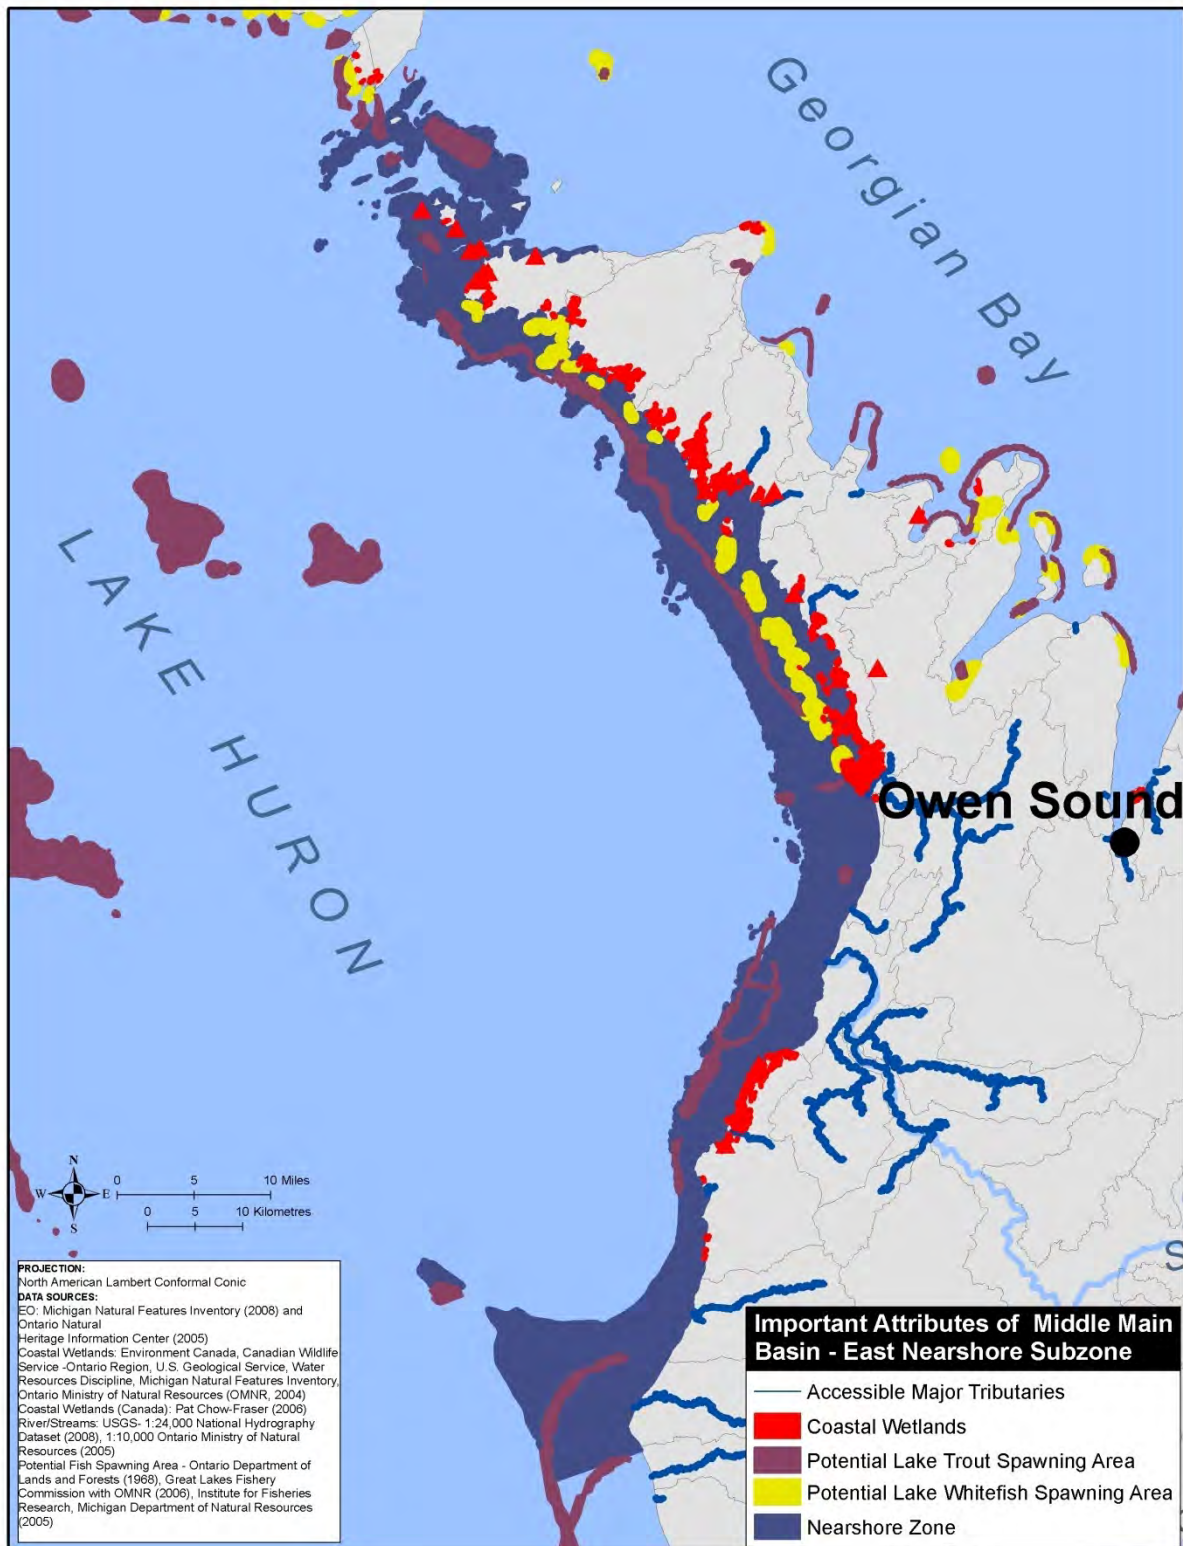 Georgian Bay
LAKE HURON
Owen Sound
N
W E
S
0 5 10 Miles
0 5 10 Kilometres
PROJECTION:
North American Lambert Conformal Conic
DATA SOURCES:
EO: Michigan Natural Features Inventory (2008) and
Ontario Natural
Heritage Information Center (2005)
Coastal Wetlands: Environment Canada, Canadian Wildlife
Service -Ontario Region, U.S. Geological Service, Water
Resources Discipline, Michigan Natural Features Inventory,
Ontario Ministry of Natural Resources (OMNR, 2004)
Coastal Wetlands (Canada): Pat Chow-Fraser (2006)
River/Streams: USGS- 1:24,000 National Hydrography
Dataset (2008), 1:10,000 Ontario Ministry of Natural
Resources (2005)
Potential Fish Spawning Area - Ontario Department of
Lands and Forests (1968), Great Lakes Fishery
Commission with OMNR (2006), Institute for Fisheries
Research, Michigan Department of Natural Resources
(2005)
S
Important Attributes of Middle Main
Basin - East Nearshore Subzone
Accessible Major Tributaries
Coastal Wetlands
Potential Lake Trout Spawning Area
Potential Lake Whitefish Spawning Area
Nearshore Zone